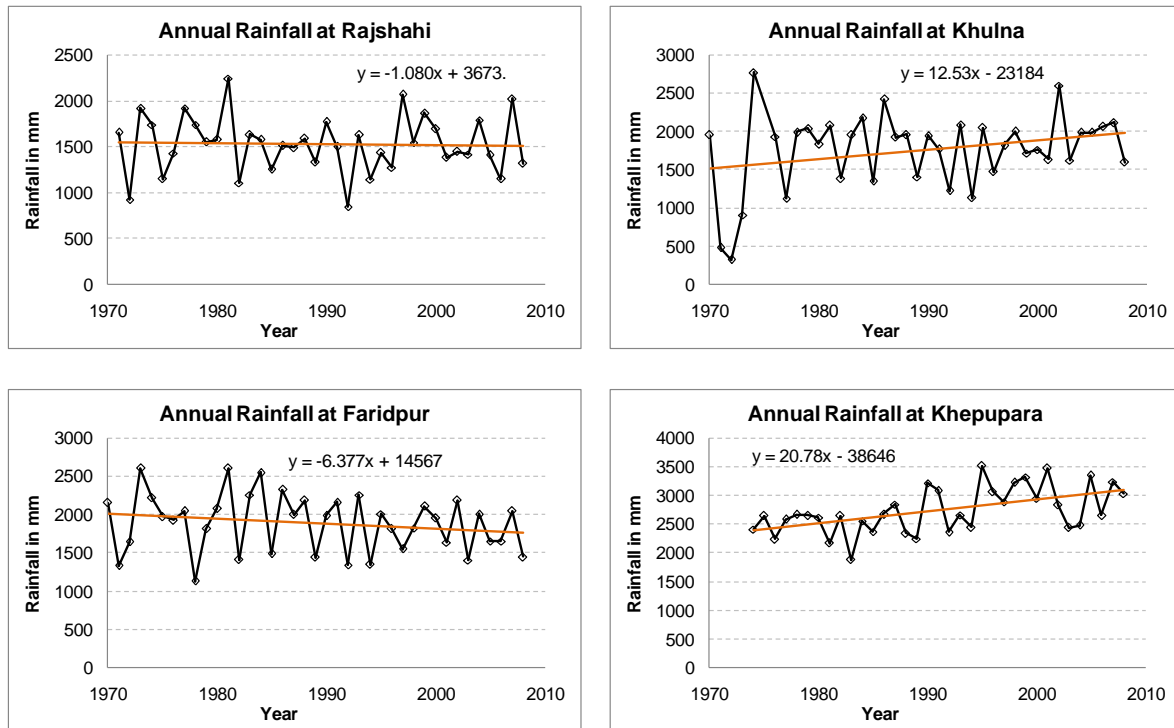 Annual Rainfall at Rajshahi
y = -1.080x + 3673.
Rainfall in mm
2500
2000
1500
1000
500
0
1970 1980 1990 2000 2010
Year
Annual Rainfall at Khulna
y = 12.53x - 23184
Rainfall in mm
3000
2500
2000
1500
1000
500
0
1970 1980 1990 2000 2010
Year
Annual Rainfall at Faridpur
y = -6.377x + 14567
Rainfall in mm
3000
2500
2000
1500
1000
500
0
1970 1980 1990 2000 2010
Year
Annual Rainfall at Khepupara
y = 20.78x - 38646
Rainfall in mm
4000
3500
3000
2500
2000
1500
1000
500
0
1970 1980 1990 2000 2010
Year